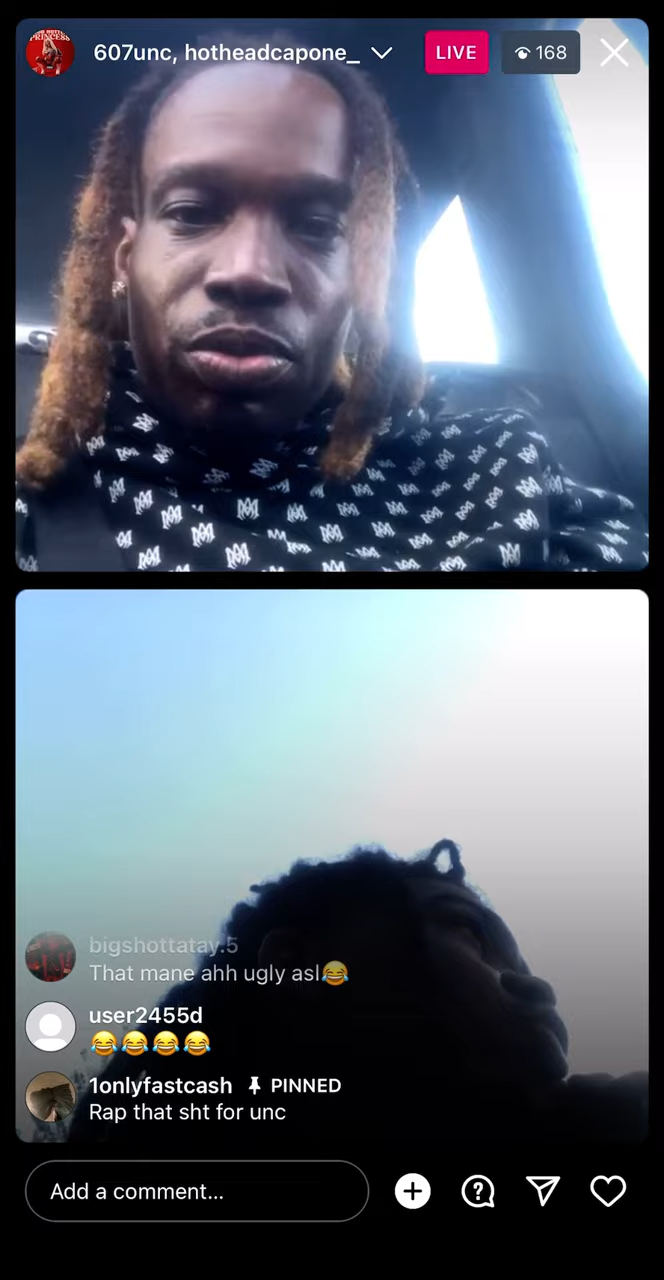 607unc, hotheadcapone_
LIVE
168
PRINCESS
bigshottatay.5
That mane ahh ugly asl😂
user2455d
😂😂😂😂
1onlyfastcash PINNED
Rap that sht for unc
Add a comment...